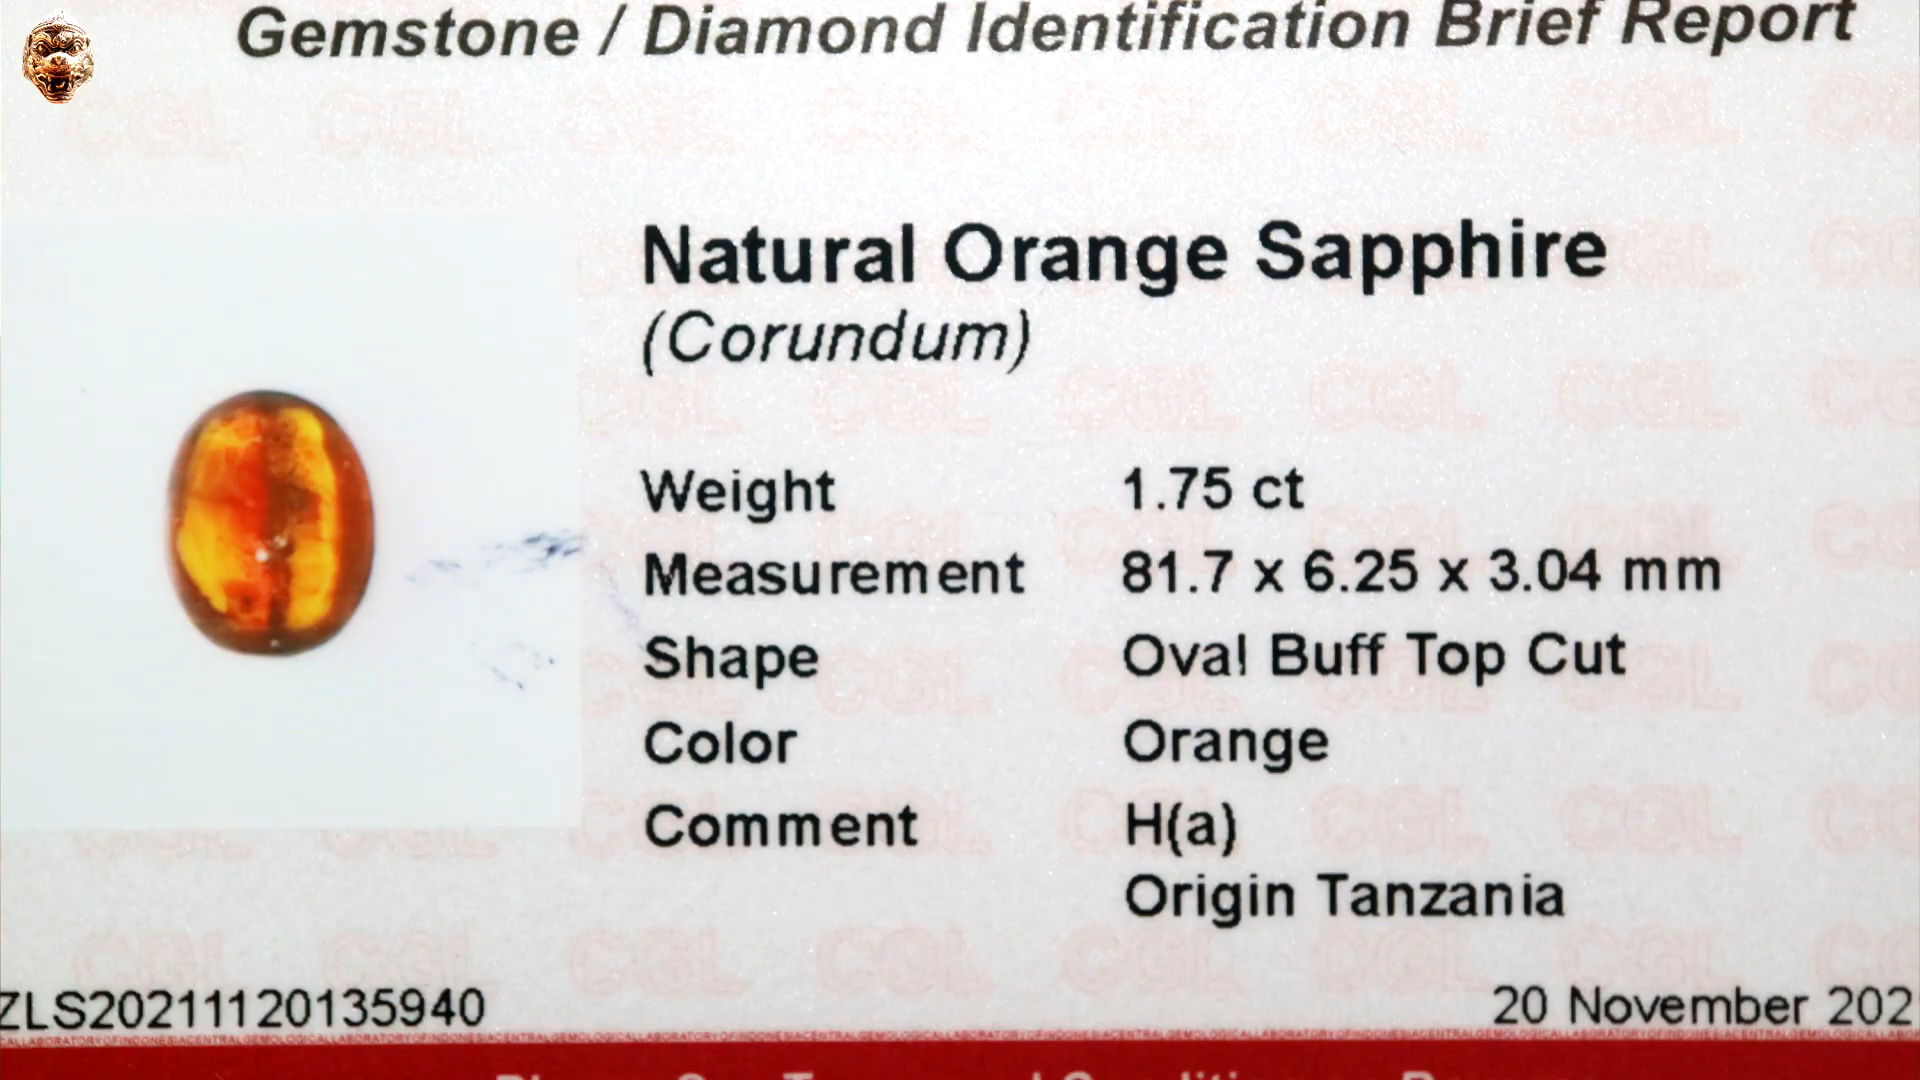 Gemstone / Diamond Identification Brief Report
Natural Orange Sapphire
(Corundum)
Weight 1.75 ct
Measurement 81.7 x 6.25 x 3.04 mm
Shape Oval Buff Top Cut
Color Orange
Comment H(a)
Origin Tanzania
ZLS20211120135940 20 November 202